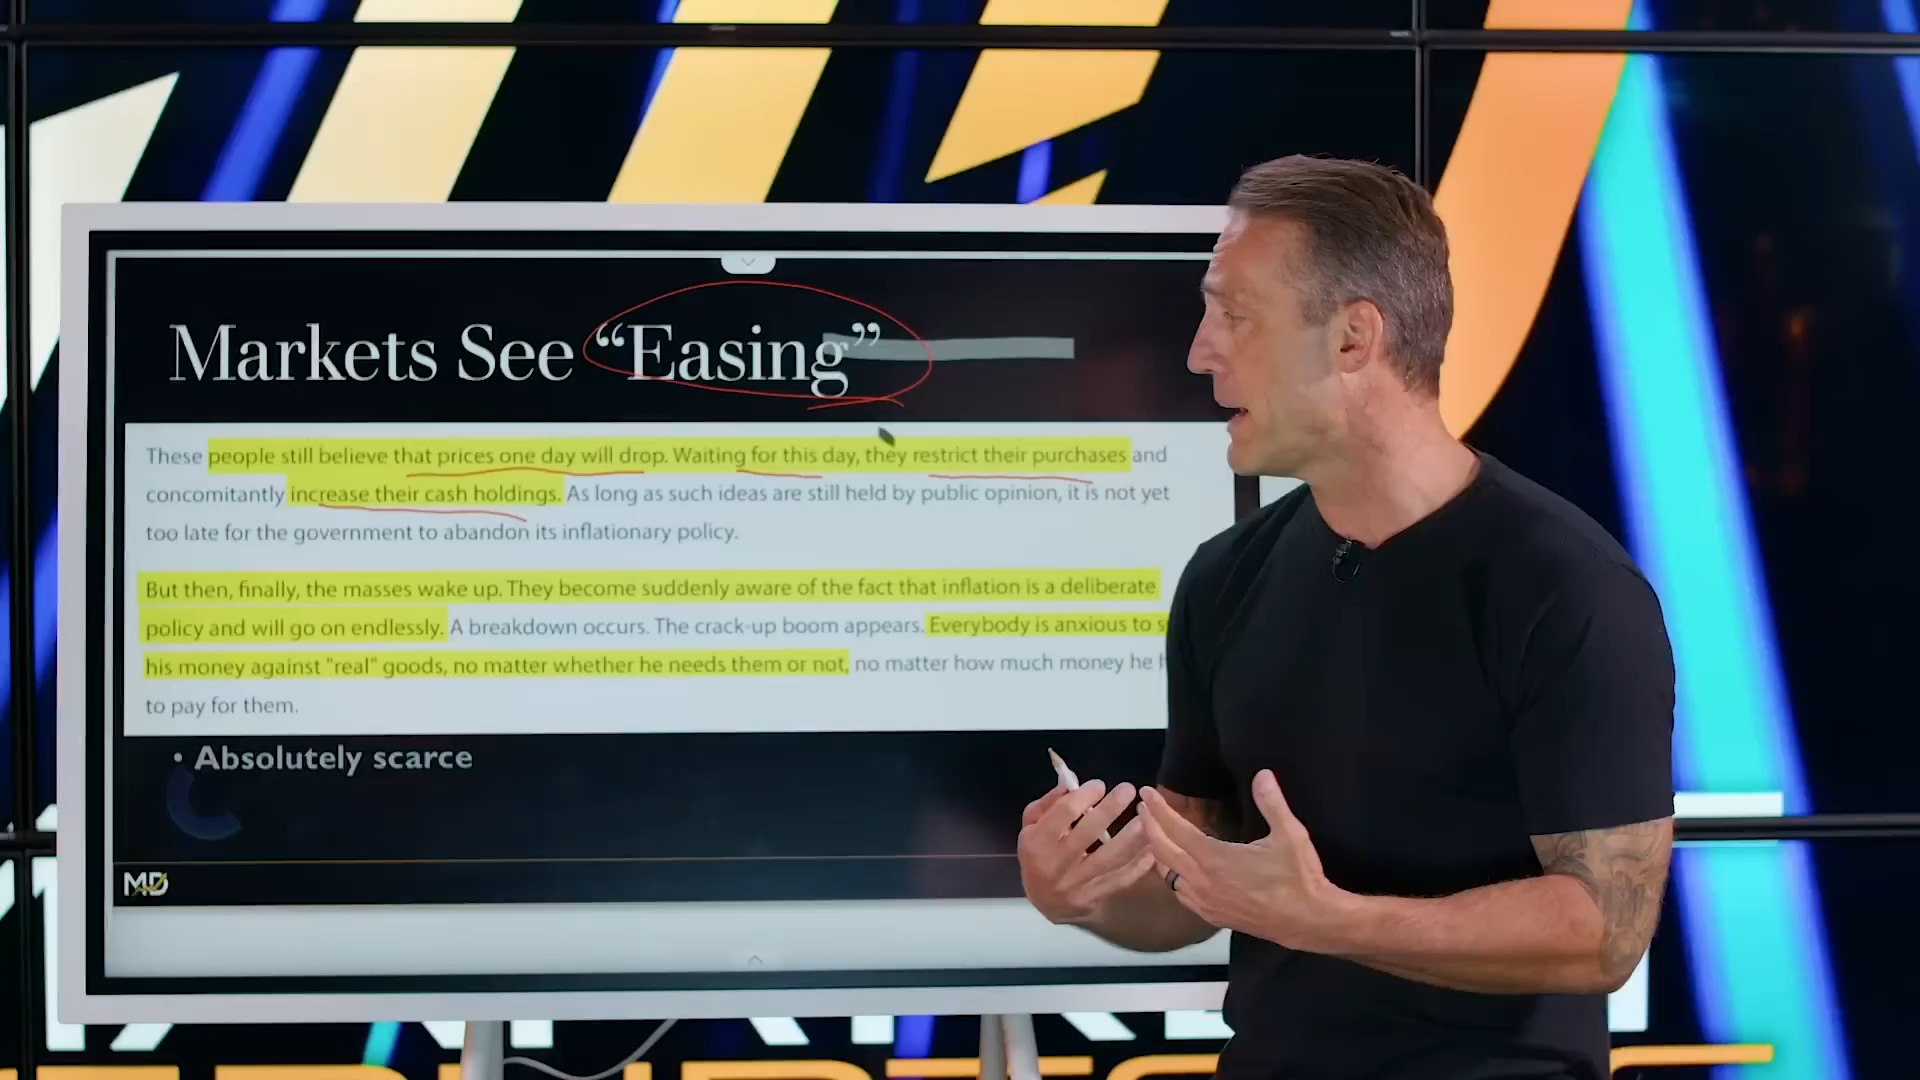 Markets See “Easing”
These people still believe that prices one day will drop. Waiting for this day, they restrict their purchases and
concomitantly increase their cash holdings. As long as such ideas are still held by public opinion, it is not yet
too late for the government to abandon its inflationary policy.
But then, finally, the masses wake up. They become suddenly aware of the fact that inflation is a deliberate
policy and will go on endlessly. A breakdown occurs. The crack-up boom appears. Everybody is anxious to
his money against "real" goods, no matter whether he needs them or not, no matter how much money he
to pay for them.
• Absolutely scarce
MD